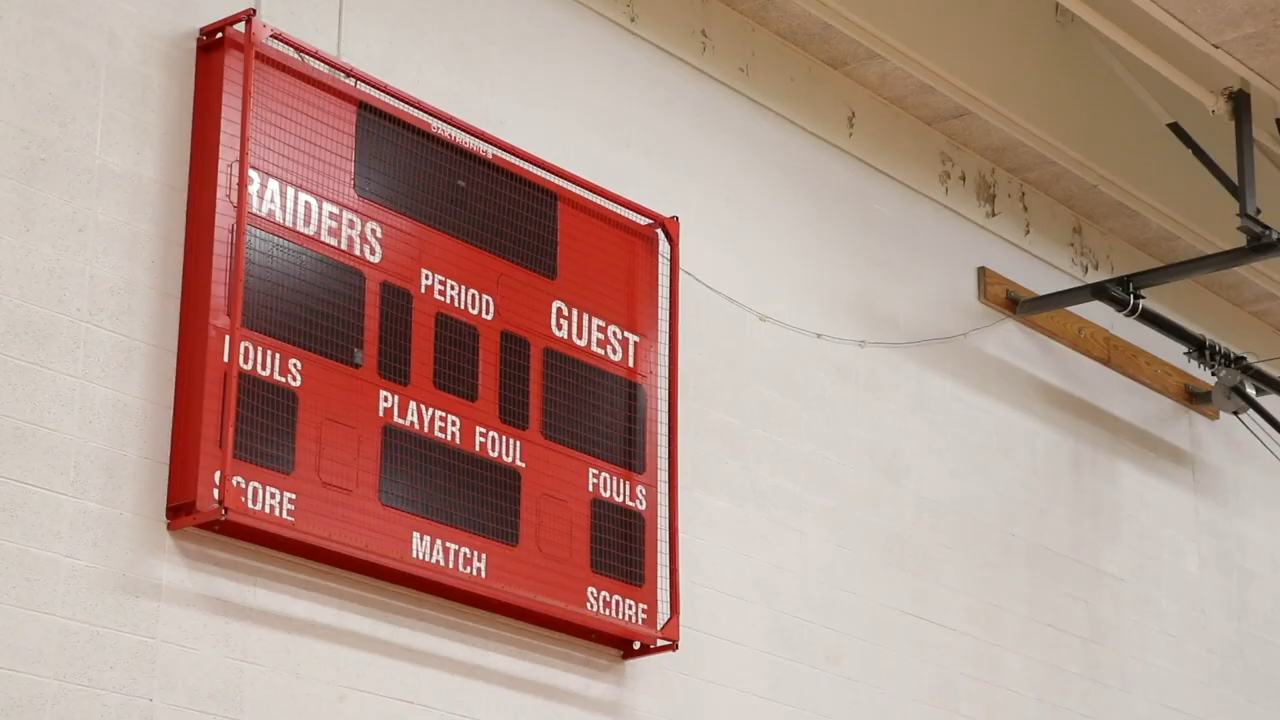 DAKTRONICS
RAIDERS
PERIOD
GUEST
FOULS
PLAYER FOUL
FOULS
SCORE
MATCH
SCORE